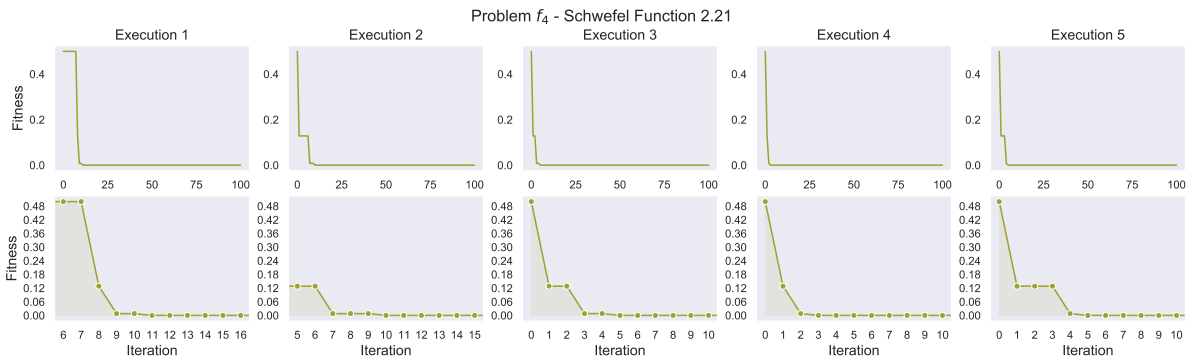 Problem f4 - Schwefel Function 2.21
Execution 1 Execution 2 Execution 3 Execution 4 Execution 5
Fitness
0.4 0.4 0.4 0.4 0.4
0.2 0.2 0.2 0.2 0.2
0.0 0.0 0.0 0.0 0.0
0 25 50 75 100 0 25 50 75 100 0 25 50 75 100 0 25 50 75 100 0 25 50 75 100
Fitness
0.48 0.48 0.48 0.48 0.48
0.42 0.42 0.42 0.42 0.42
0.36 0.36 0.36 0.36 0.36
0.30 0.30 0.30 0.30 0.30
0.24 0.24 0.24 0.24 0.24
0.18 0.18 0.18 0.18 0.18
0.12 0.12 0.12 0.12 0.12
0.06 0.06 0.06 0.06 0.06
0.00 0.00 0.00 0.00 0.00
6 7 8 9 10 11 12 13 14 15 16 5 6 7 8 9 10 11 12 13 14 15 0 1 2 3 4 5 6 7 8 9 10 0 1 2 3 4 5 6 7 8 9 10 0 1 2 3 4 5 6 7 8 9 10
Iteration Iteration Iteration Iteration Iteration